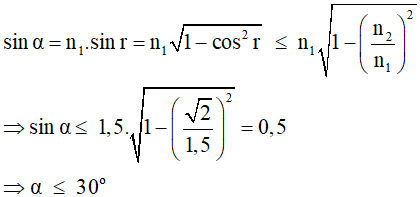 sin α = n₁.sin r = n₁√(1 − cos² r) ≤ n₁√(1 − (n₂/n₁)²)
⇒ sin α ≤ 1,5.√(1 − (√2/1,5)²) = 0,5
⇒ α ≤ 30°